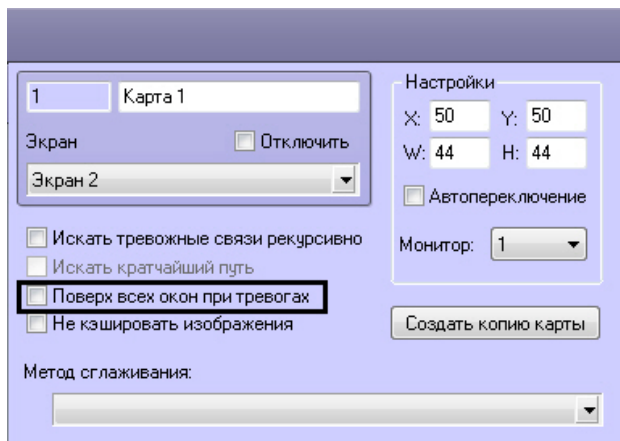 1 Карта 1
Экран Отключить
Экран 2
Настройки
X: 50 Y: 50
W: 44 H: 44
Автопереключение
Монитор: 1
Искать тревожные связи рекурсивно
Искать кратчайший путь
Поверх всех окон при тревогах
Не кэшировать изображения
Создать копию карты
Метод сглаживания: